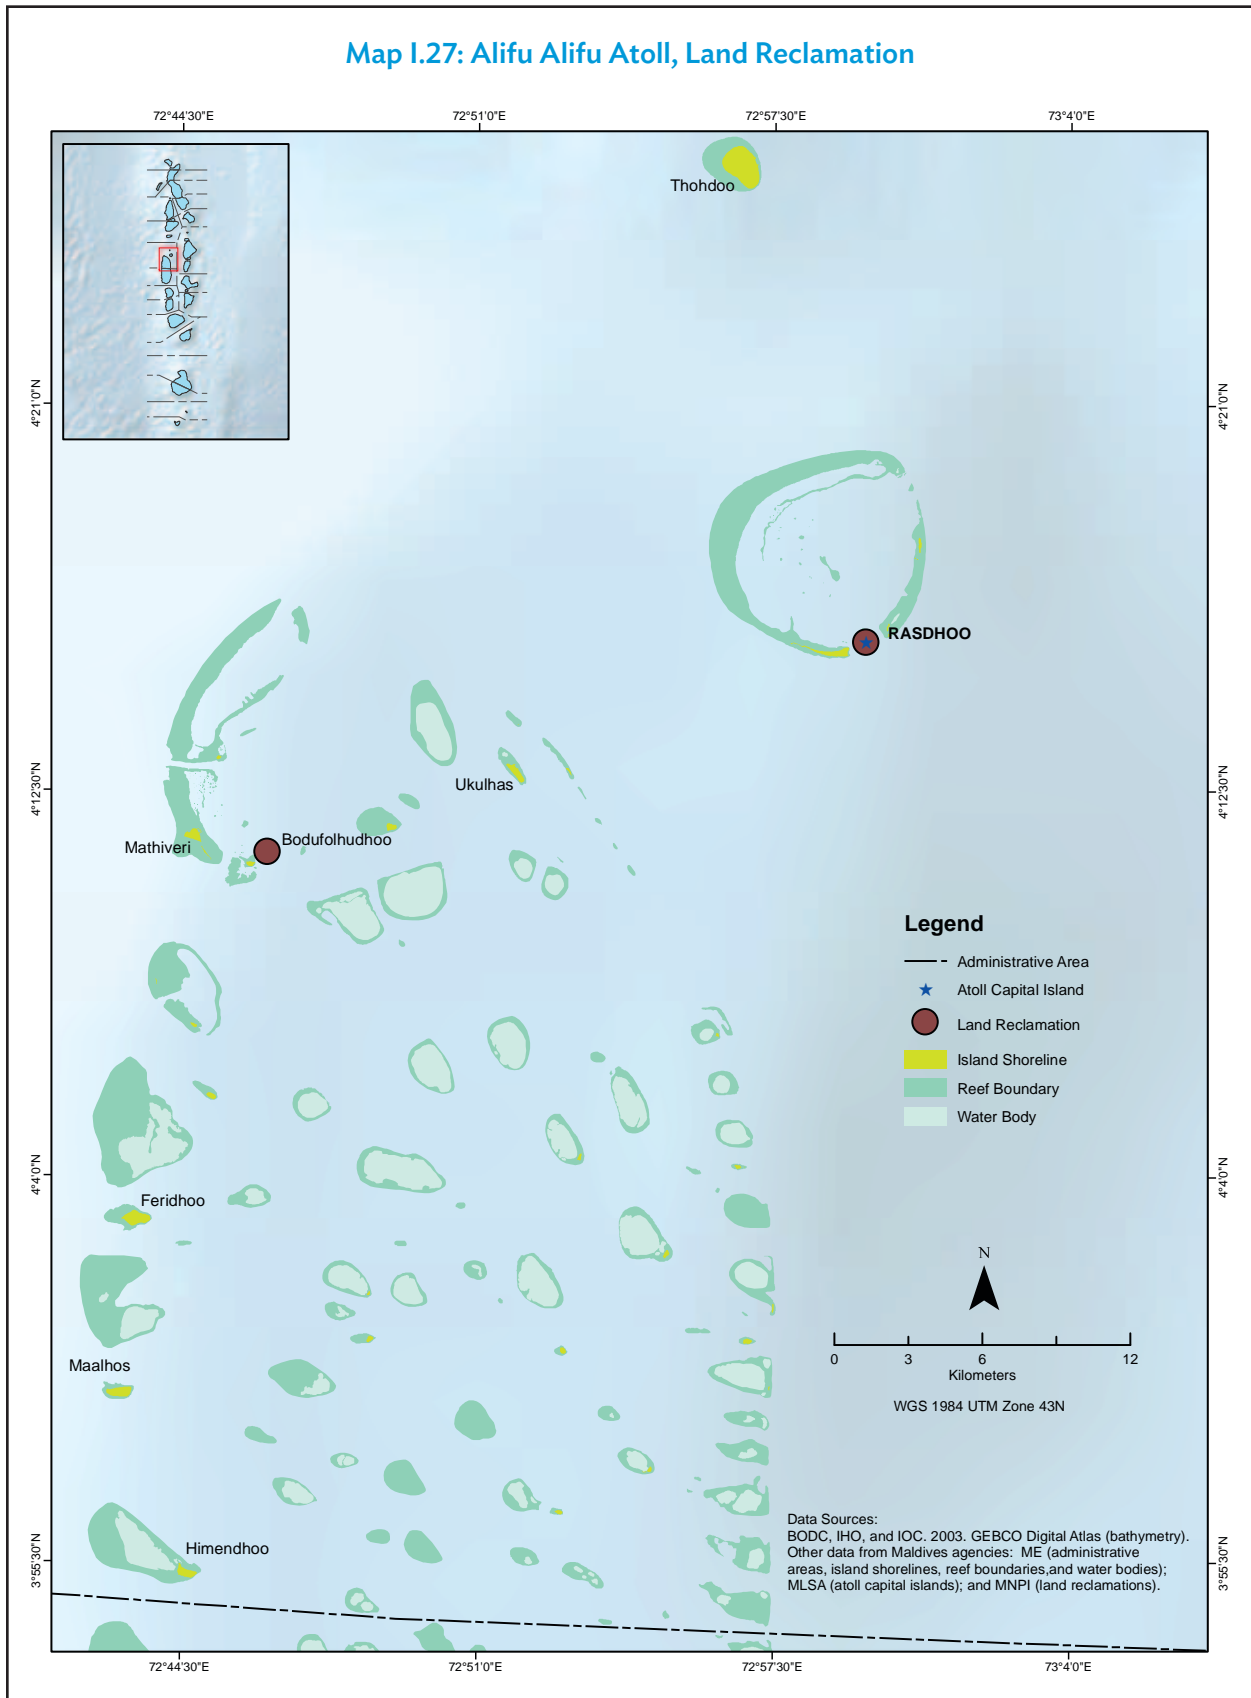 Map I.27: Alifu Alifu Atoll, Land Reclamation
72°44'30"E
72°51'0"E
72°57'30"E
73°4'0"E
Thohdoo
4°21'0"N
4°21'0"N
RASDHOO
Ukulhas
4°12'30"N
4°12'30"N
Mathiveri
Bodufolhudhoo
Legend
Administrative Area
Atoll Capital Island
Land Reclamation
Island Shoreline
Reef Boundary
Water Body
4°4'0"N
4°4'0"N
Feridhoo
N
0 3 6 12
Kilometers
Maalhos
WGS 1984 UTM Zone 43N
Data Sources:
BODC, IHO, and IOC. 2003. GEBCO Digital Atlas (bathymetry).
Other data from Maldives agencies: ME (administrative
areas, island shorelines, reef boundaries,and water bodies);
MLSA (atoll capital islands); and MNPI (land reclamations).
Himendhoo
3°55'30"N
3°55'30"N
72°44'30"E
72°51'0"E
72°57'30"E
73°4'0"E